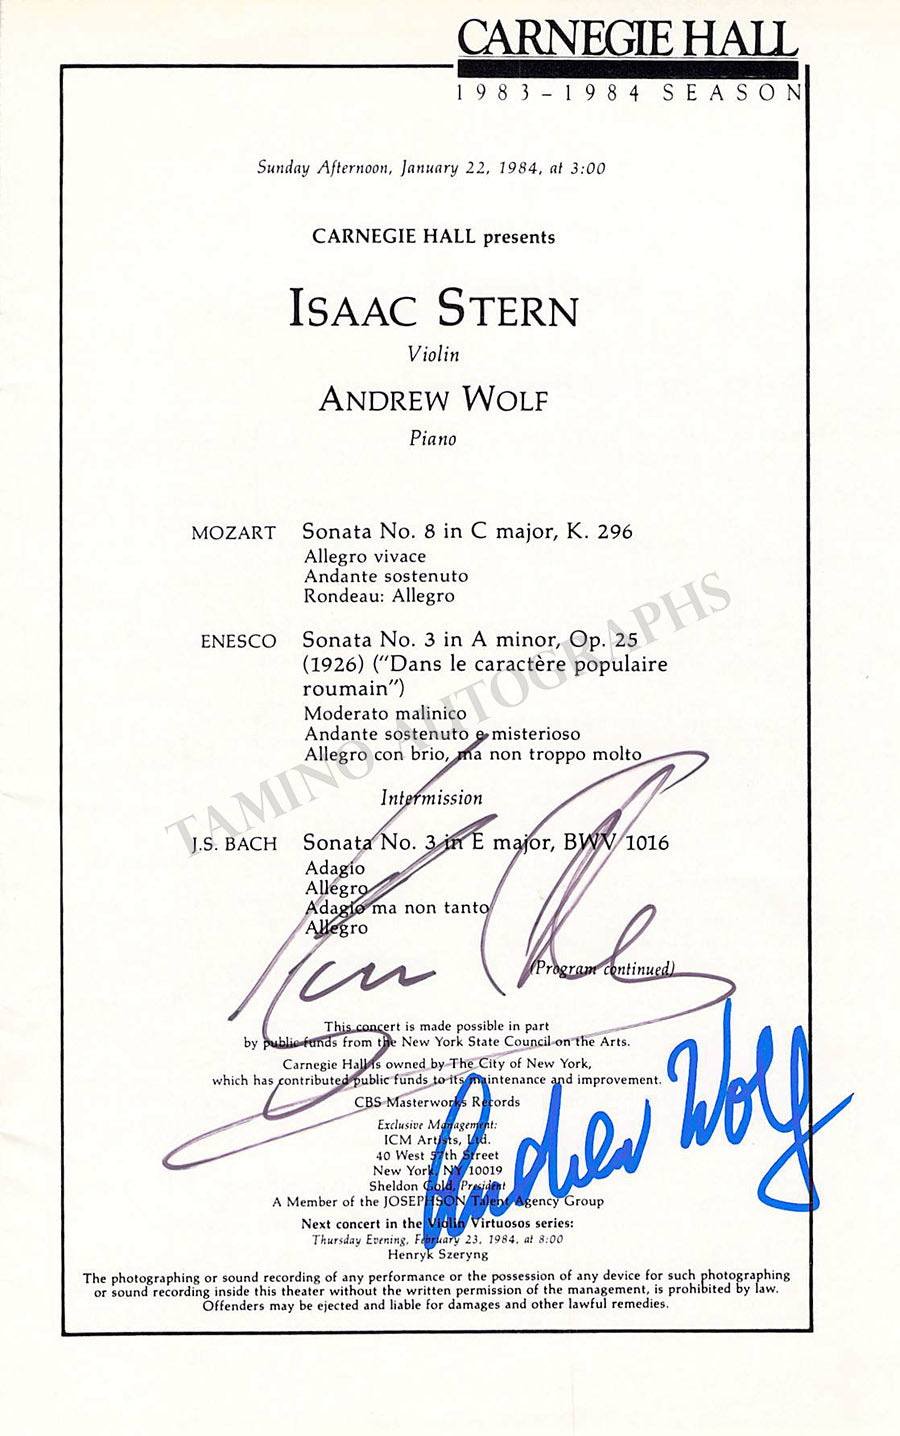 CARNEGIE HALL
1983-1984 SEASON
Sunday Afternoon, January 22, 1984, at 3:00
CARNEGIE HALL presents
ISAAC STERN
Violin
ANDREW WOLF
Piano
MOZART Sonata No. 8 in C major, K. 296
Allegro vivace
Andante sostenuto
Rondeau: Allegro
ENESCO Sonata No. 3 in A minor, Op. 25
(1926) ("Dans le caractère populaire
roumain")
Moderato malinico
Andante sostenuto e misterioso
Allegro con brio, ma non troppo molto
TAMINO AUTOGRAPHS
Intermission
J.S. BACH Sonata No. 3 in E major, BWV 1016
Adagio
Allegro
Adagio ma non tanto
Allegro
(Program continued)
This concert is made possible in part
by public funds from the New York State Council on the Arts.
Carnegie Hall is owned by The City of New York,
which has contributed public funds to its maintenance and improvement.
CBS Masterworks Records
Exclusive Management:
ICM Artists, Ltd.
40 West 57th Street
New York, NY 10019
Sheldon Gold, President
A Member of the JOSEPHSON Talent Agency Group
Andrew Wolf
Next concert in the Violin Virtuosos series:
Thursday Evening, February 23, 1984, at 8:00
Henryk Szeryng
The photographing or sound recording of any performance or the possession of any device for such photographing
or sound recording inside this theater without the written permission of the management, is prohibited by law.
Offenders may be ejected and liable for damages and other lawful remedies.